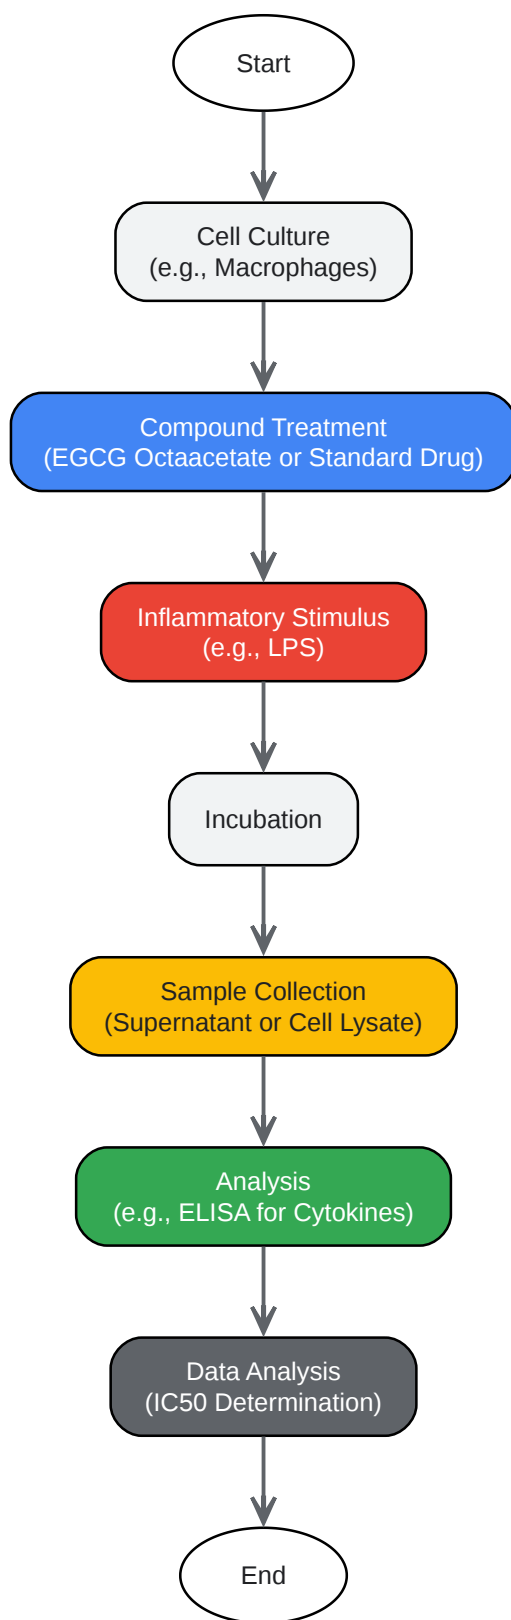 Start
Cell Culture
(e.g., Macrophages)
Compound Treatment
(EGCG Octaacetate or Standard Drug)
Inflammatory Stimulus
(e.g., LPS)
Incubation
Sample Collection
(Supernatant or Cell Lysate)
Analysis
(e.g., ELISA for Cytokines)
Data Analysis
(IC50 Determination)
End